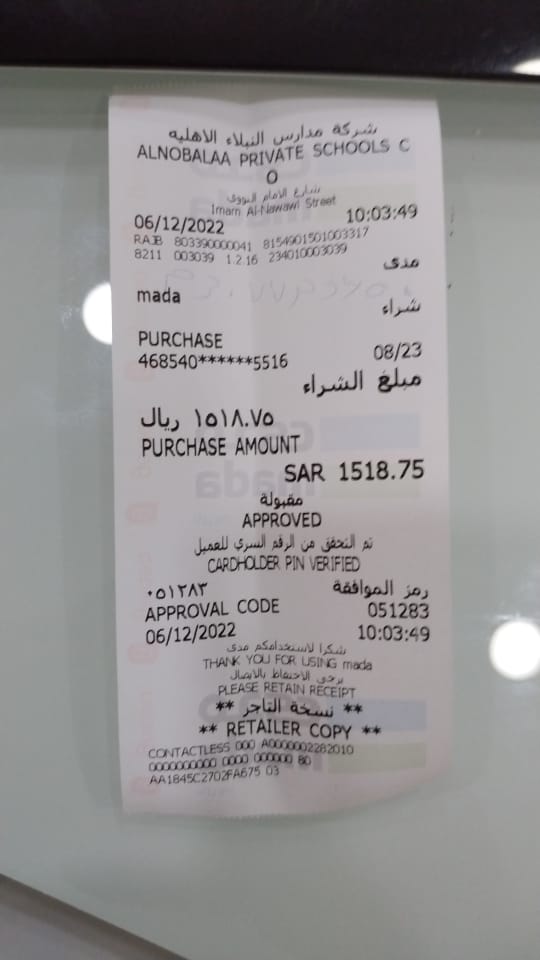 شركة مدارس النبلاء الاهليه
ALNOBALAA PRIVATE SCHOOLS C
O
شارع الامام النووي
Imam Al-Nawawi Street
06/12/2022 10:03:49
RAJB 803390000041 8154901501003317
8211 003039 1.2.16 234010003039
مدى
mada
شراء
PURCHASE
468540******5516 08/23
مبلغ الشراء
١٥١٨.٧٥ ريال
PURCHASE AMOUNT
SAR 1518.75
مقبولة
APPROVED
تم التحقق من الرقم السري للعميل
CARDHOLDER PIN VERIFIED
رمز الموافقة ٠٥١٢٨٣
APPROVAL CODE 051283
06/12/2022 10:03:49
شكرا لاستخدامكم مدى
THANK YOU FOR USING mada
يرجى الاحتفاظ بالايصال
PLEASE RETAIN RECEIPT
** نسخة التاجر **
** RETAILER COPY **
CONTACTLESS 000 A0000002282010
0000000000 0000 000000 80
AA1845C2702FA675 03